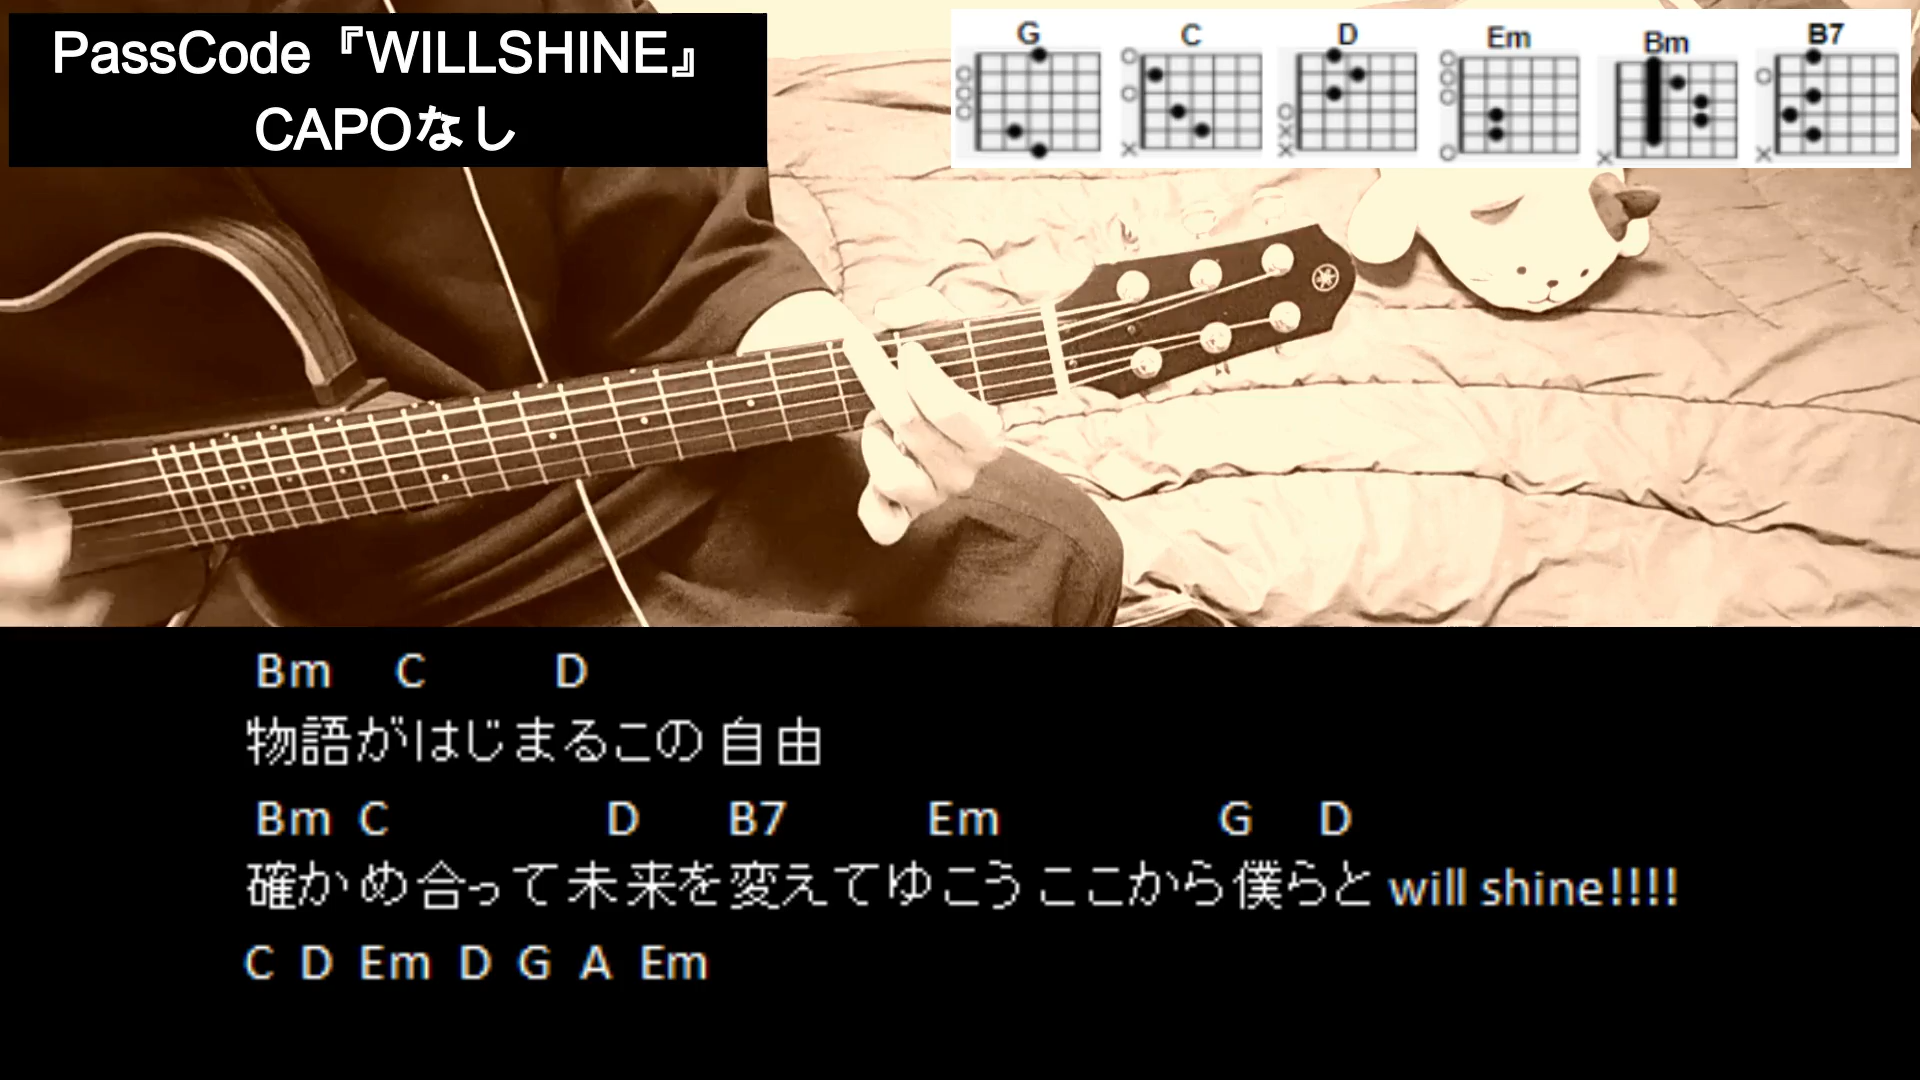 PassCode『WILLSHINE』
CAPOなし
G C D Em Bm B7
Bm C D
物語がはじまるこの自由
Bm C D B7 Em G D
確かめ合って未来を変えてゆこう ここから僕らと will shine!!!!
C D Em D G A Em